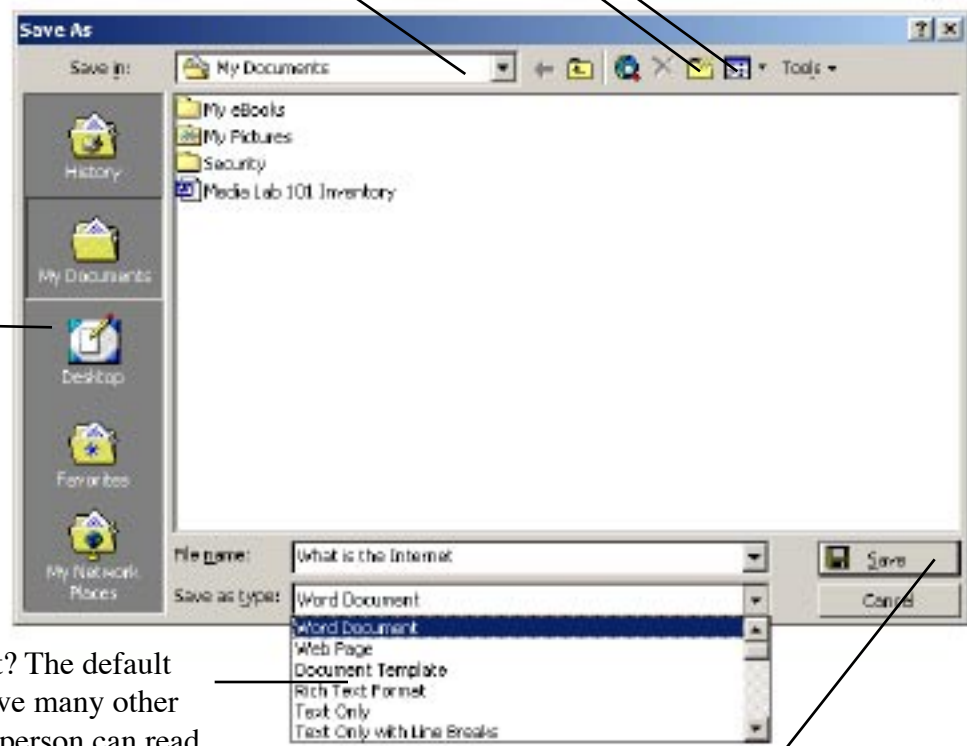 Save As
Save in:
My Documents
Tools
My eBooks
My Pictures
Security
Media Lab 101 Inventory
History
My Documents
Desktop
Favorites
My Network
Places
File name:
What is the Internet
Save
Save as type:
Word Document
Cancel
Word Document
Web Page
Document Template
Rich Text Format
Text Only
Text Only with Line Breaks
t? The default
ve many other
person can read